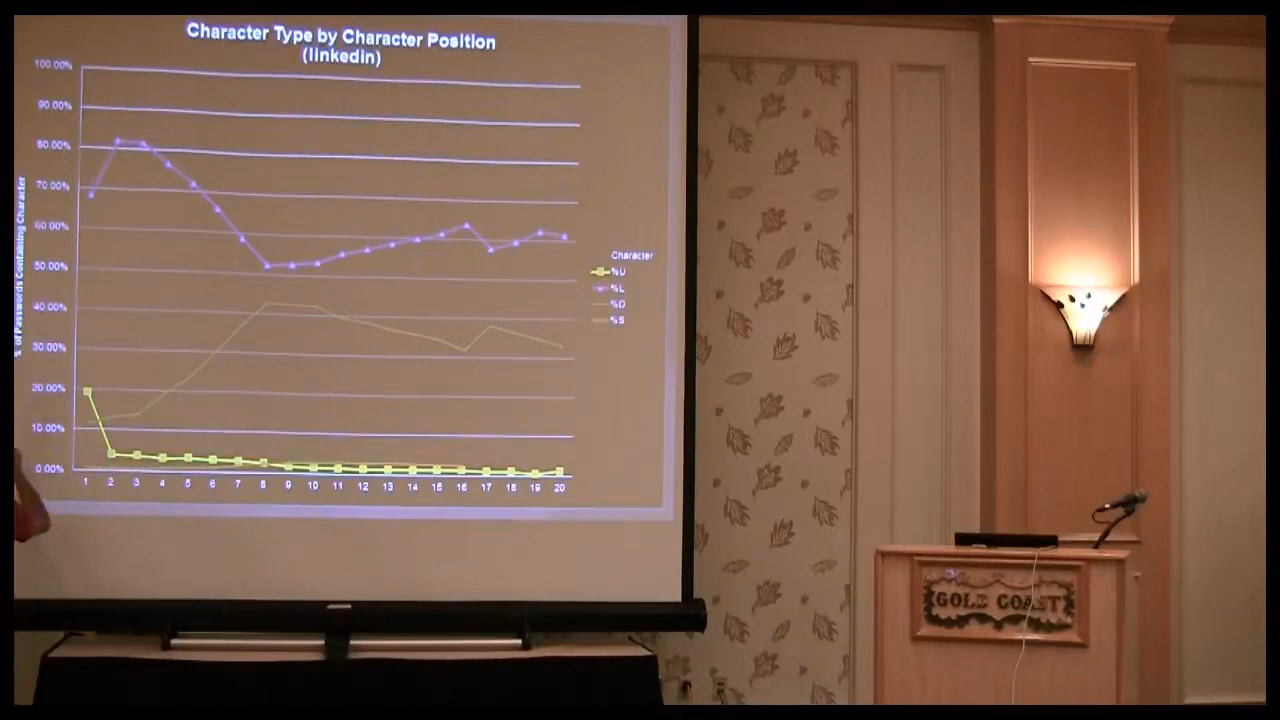 Character Type by Character Position
(linkedin)
100.00%
90.00%
80.00%
70.00%
60.00%
50.00%
40.00%
30.00%
20.00%
10.00%
0.00%
% of Passwords Containing Character
1 2 3 4 5 6 7 8 9 10 11 12 13 14 15 16 17 18 19 20
Character
%U
%L
%D
%S
GOLD COAST